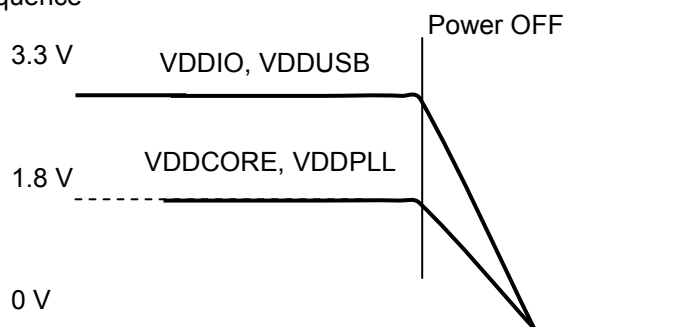 Power OFF
3.3 V
VDDIO, VDDUSB
VDDCORE, VDDPLL
1.8 V
0 V